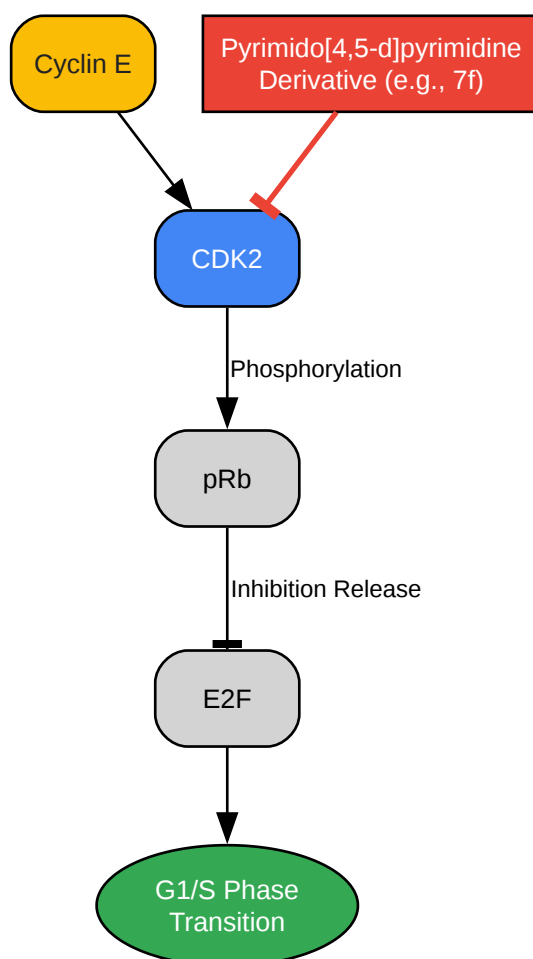 Cyclin E
Pyrimido[4,5-d]pyrimidine
Derivative (e.g., 7f)
CDK2
Phosphorylation
pRb
Inhibition Release
E2F
G1/S Phase
Transition